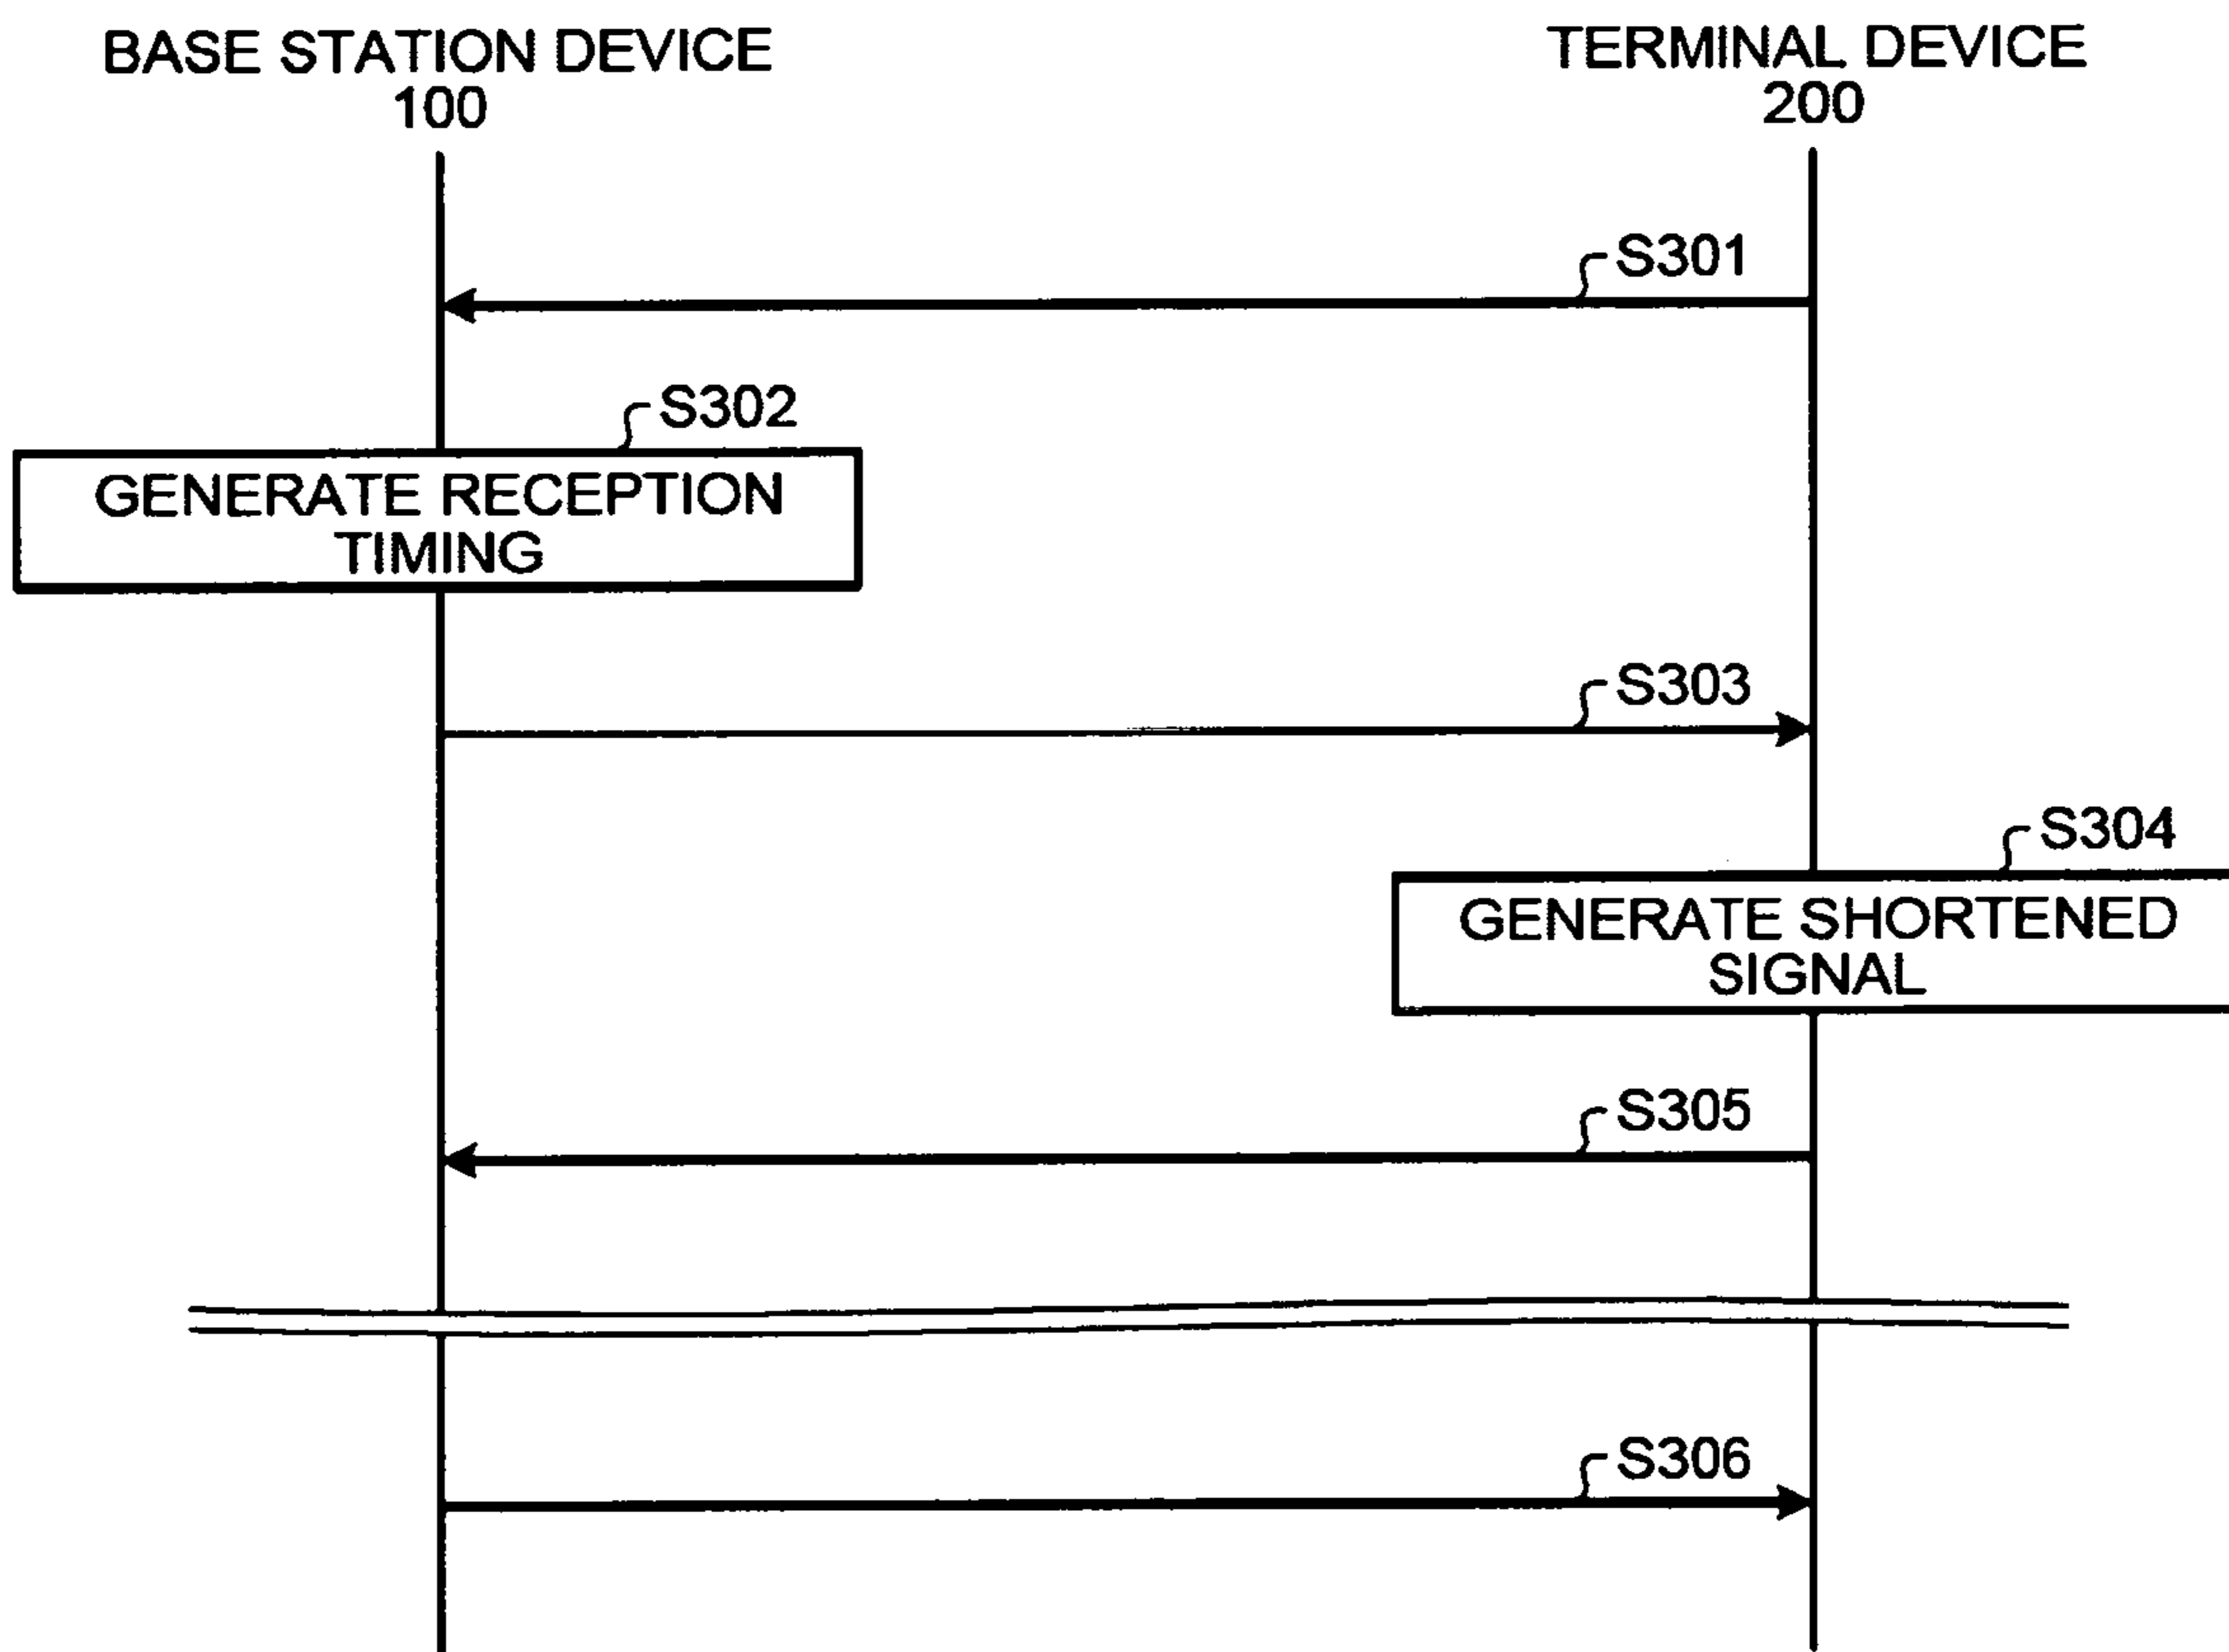 BASE STATION DEVICE
100
TERMINAL DEVICE
200
S301
S302
GENERATE RECEPTION
TIMING
S303
S304
GENERATE SHORTENED
SIGNAL
S305
S306